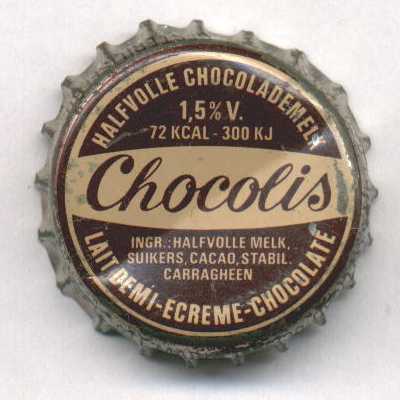 HALFVOLLE CHOCOLADEMELK
1,5% V.
72 KCAL - 300 KJ
Chocolis
INGR.: HALFVOLLE MELK,
SUIKERS, CACAO, STABIL.
CARRAGHEEN
LAIT DEMI-ECREME-CHOCOLATE